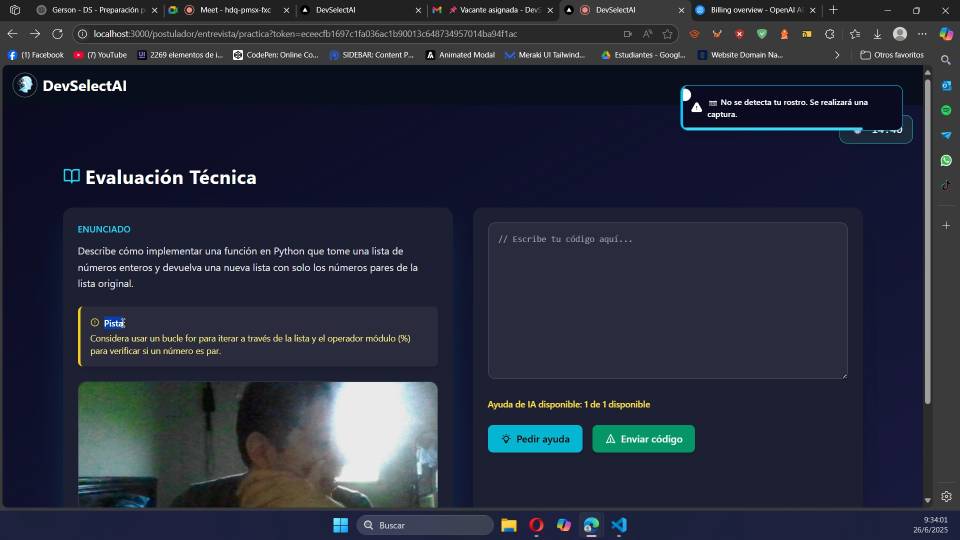 Gerson - DS - Preparación p
Meet - hdq-pmsx-fxc
DevSelectAI
Vacante asignada - DevS
DevSelectAI
Billing overview - OpenAI A
localhost:3000/postulador/entrevista/practica?token=eceecfb1697c1fa036ac1b90013c648734957014ba94f1ac
(1) Facebook
(7) YouTube
2269 elementos de i...
CodePen: Online Co...
SIDEBAR: Content P...
Animated Modal
Meraki UI Tailwind...
Estudiantes - Googl...
Website Domain Na...
Otros favoritos
DevSelectAI
No se detecta tu rostro. Se realizará una
captura.
Evaluación Técnica
ENUNCIADO
Describe cómo implementar una función en Python que tome una lista de
números enteros y devuelva una nueva lista con solo los números pares de la
lista original.
Pista:
Considera usar un bucle for para iterar a través de la lista y el operador módulo (%)
para verificar si un número es par.
// Escribe tu código aquí...
Ayuda de IA disponible: 1 de 1 disponible
Pedir ayuda
Enviar código
Buscar
9:34:01
26/6/2025